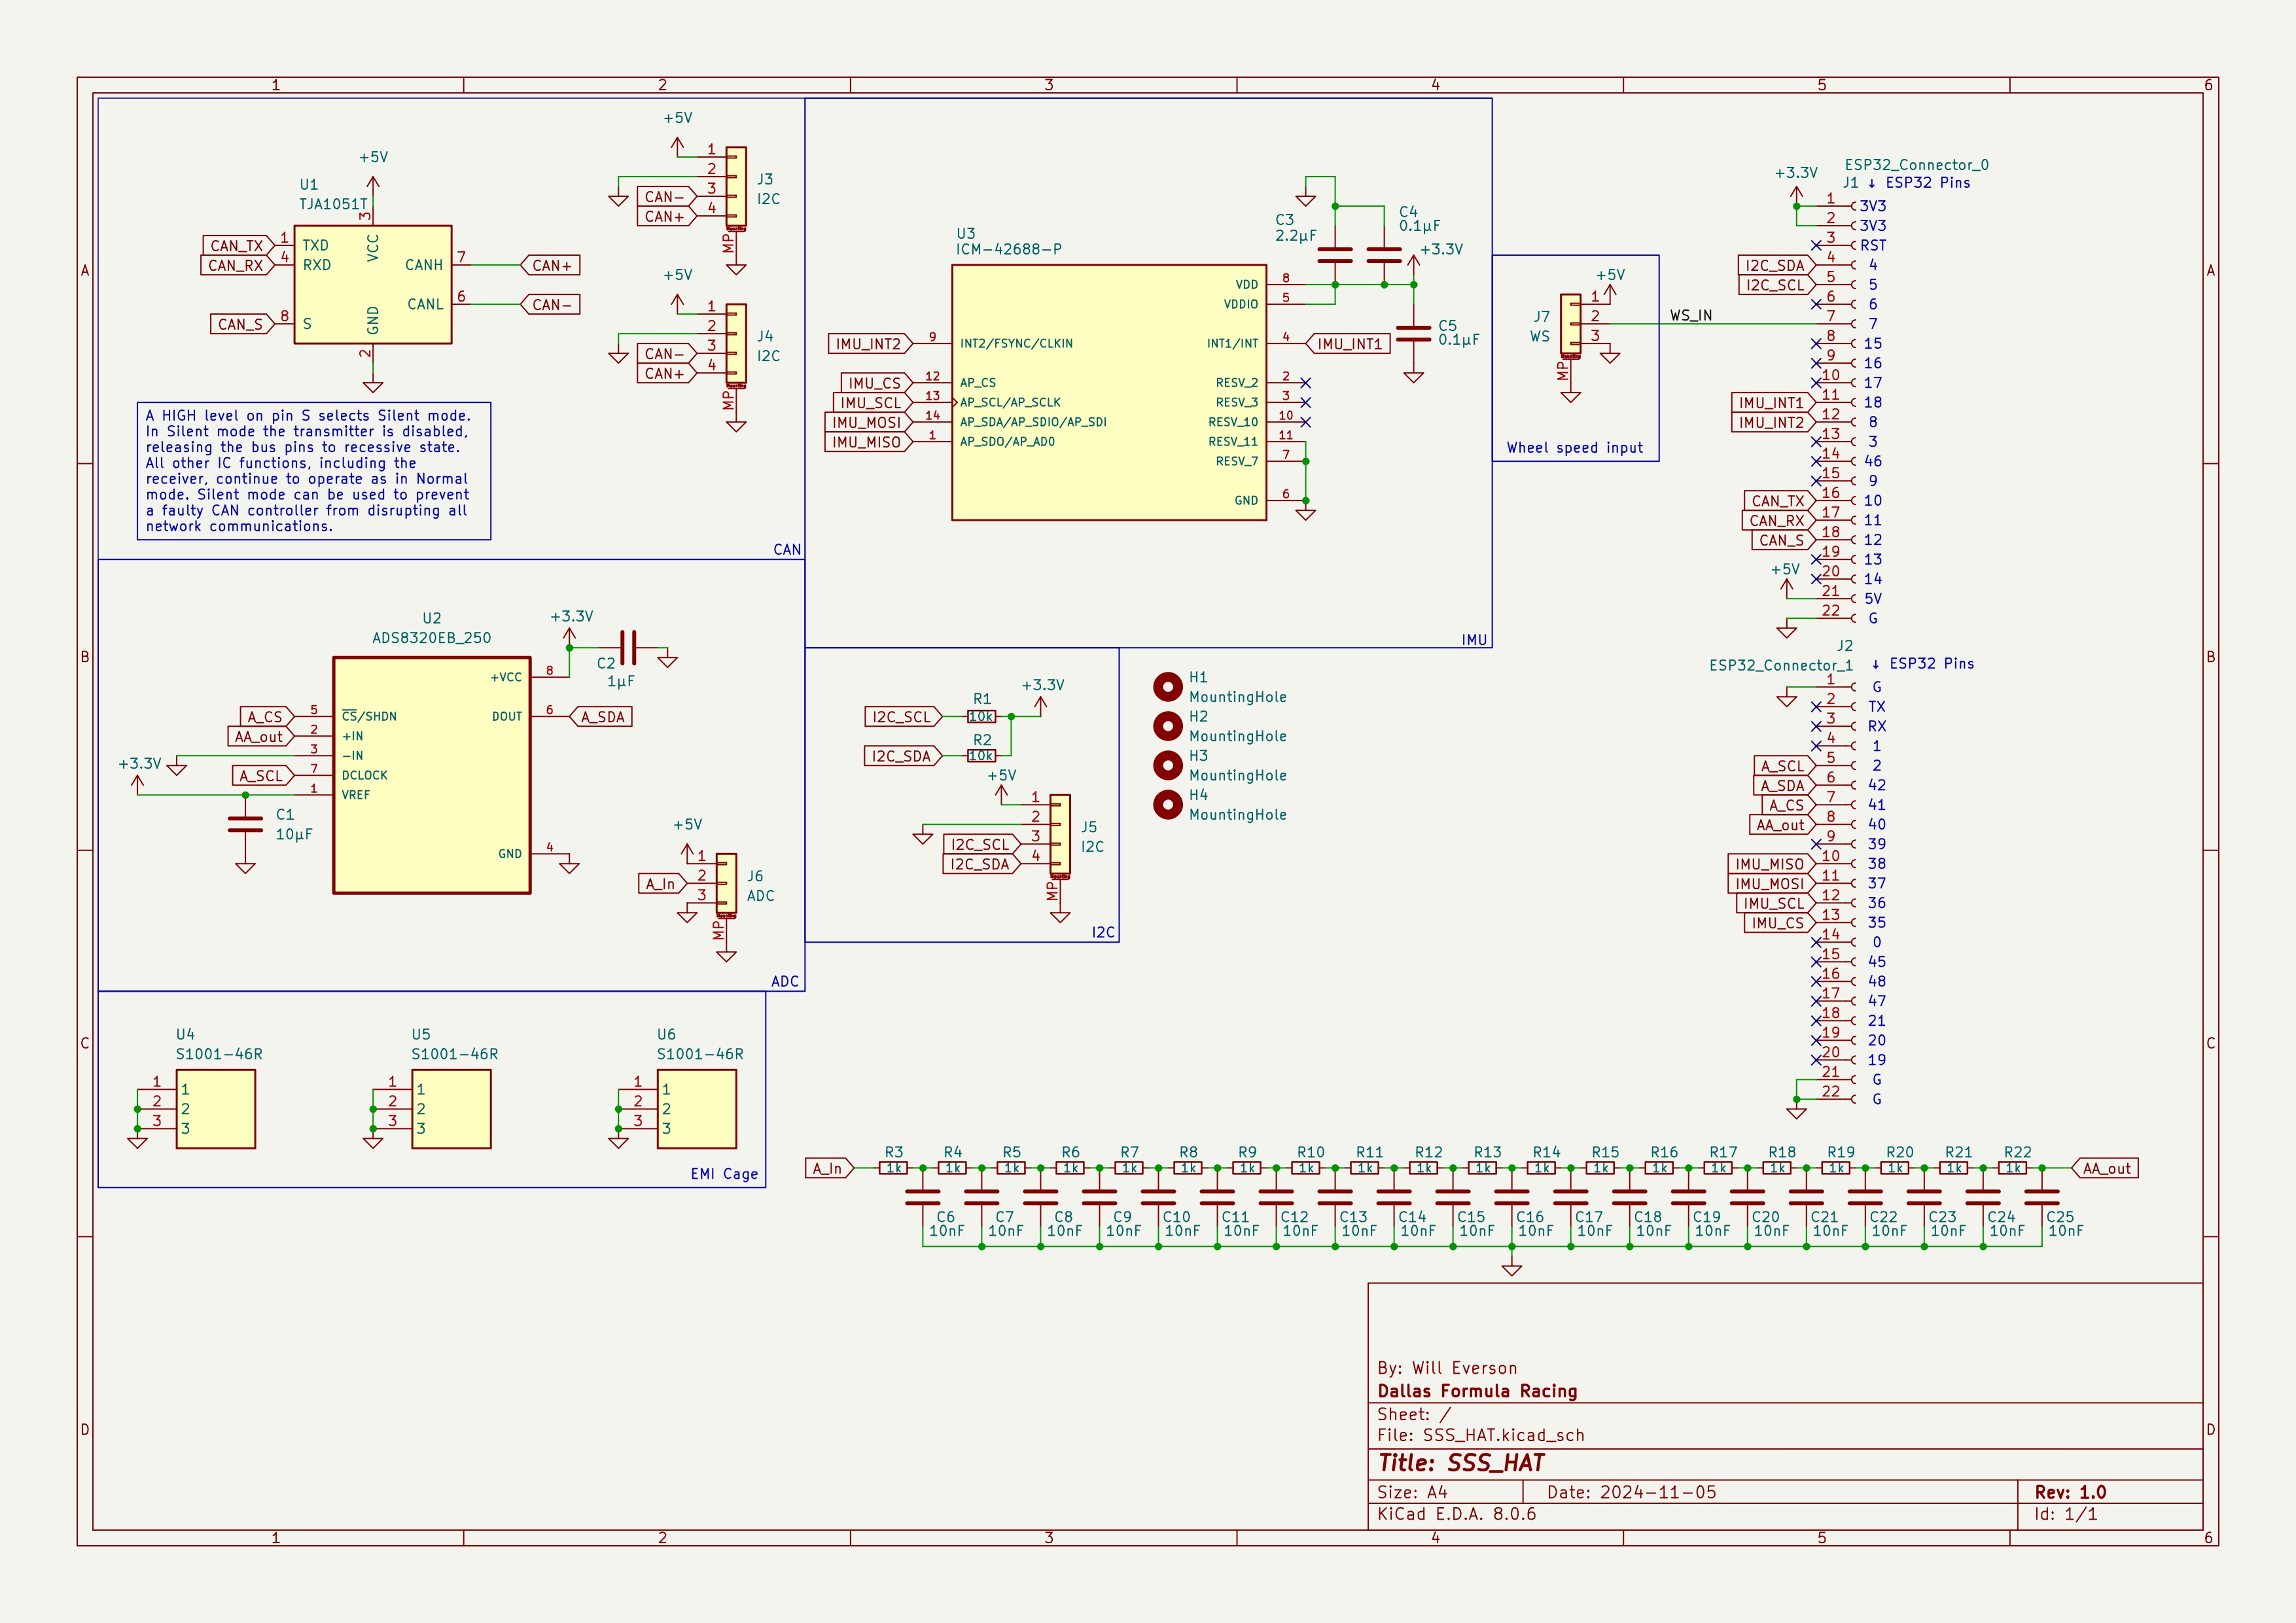 1 2 3 4 5 6
A
B
C
D
+5V
U1
TJA1051T
3
VCC
CAN_TX 1 TXD
CAN_RX 4 RXD
CANH 7 CAN+
CANL 6 CAN-
CAN_S 8 S
GND
2
A HIGH level on pin S selects Silent mode.
In Silent mode the transmitter is disabled,
releasing the bus pins to recessive state.
All other IC functions, including the
receiver, continue to operate as in Normal
mode. Silent mode can be used to prevent
a faulty CAN controller from disrupting all
network communications.
+5V
1
2
CAN- 3
CAN+ 4
J3
I2C
MP
+5V
1
2
CAN- 3
CAN+ 4
J4
I2C
MP
CAN
U3
ICM-42688-P
IMU_INT2 9 INT2/FSYNC/CLKIN
IMU_CS 12 AP_CS
IMU_SCL 13 AP_SCL/AP_SCLK
IMU_MOSI 14 AP_SDA/AP_SDIO/AP_SDI
IMU_MISO 1 AP_SDO/AP_AD0
VDD 8
VDDIO 5
INT1/INT 4 IMU_INT1
RESV_2 2
RESV_3 3
RESV_10 10
RESV_11 11
RESV_7 7
GND 6
C3
2.2µF
C4
0.1µF
+3.3V
C5
0.1µF
IMU
+5V
J7
WS
1
2
3
MP
WS_IN
Wheel speed input
ESP32_Connector_0
J1 ↓ ESP32 Pins
+3.3V
1 3V3
2 3V3
3 RST
I2C_SDA 4 4
I2C_SCL 5 5
6 6
7 7
8 15
9 16
10 17
IMU_INT1 11 18
IMU_INT2 12 8
13 3
14 46
15 9
CAN_TX 16 10
CAN_RX 17 11
CAN_S 18 12
19 13
20 14
+5V
21 5V
22 G
J2
ESP32_Connector_1 ↓ ESP32 Pins
1 G
2 TX
3 RX
4 1
A_SCL 5 2
A_SDA 6 42
A_CS 7 41
AA_out 8 40
9 39
IMU_MISO 10 38
IMU_MOSI 11 37
IMU_SCL 12 36
IMU_CS 13 35
14 0
15 45
16 48
17 47
18 21
19 20
20 19
21 G
22 G
U2
ADS8320EB_250
+3.3V
C2
1µF
+VCC 8
A_CS 5 CS/SHDN
DOUT 6 A_SDA
AA_out 2 +IN
3 -IN
A_SCL 7 DCLOCK
+3.3V
1 VREF
C1
10µF
GND 4
+5V
1
A_In 2
3
J6
ADC
MP
ADC
R1
I2C_SCL 10k
+3.3V
R2
I2C_SDA 10k
+5V
1
2
I2C_SCL 3
I2C_SDA 4
J5
I2C
MP
I2C
H1
MountingHole
H2
MountingHole
H3
MountingHole
H4
MountingHole
U4
S1001-46R
1 1
2 2
3 3
U5
S1001-46R
1 1
2 2
3 3
U6
S1001-46R
1 1
2 2
3 3
EMI Cage
R3 R4 R5 R6 R7 R8 R9 R10 R11 R12 R13 R14 R15 R16 R17 R18 R19 R20 R21 R22
A_In 1k 1k 1k 1k 1k 1k 1k 1k 1k 1k 1k 1k 1k 1k 1k 1k 1k 1k 1k 1k AA_out
C6 C7 C8 C9 C10 C11 C12 C13 C14 C15 C16 C17 C18 C19 C20 C21 C22 C23 C24 C25
10nF 10nF 10nF 10nF 10nF 10nF 10nF 10nF 10nF 10nF 10nF 10nF 10nF 10nF 10nF 10nF 10nF 10nF 10nF 10nF
By: Will Everson
Dallas Formula Racing
Sheet: /
File: SSS_HAT.kicad_sch
Title: SSS_HAT
Size: A4 Date: 2024-11-05 Rev: 1.0
KiCad E.D.A. 8.0.6 Id: 1/1
A
B
C
D
1 2 3 4 5 6